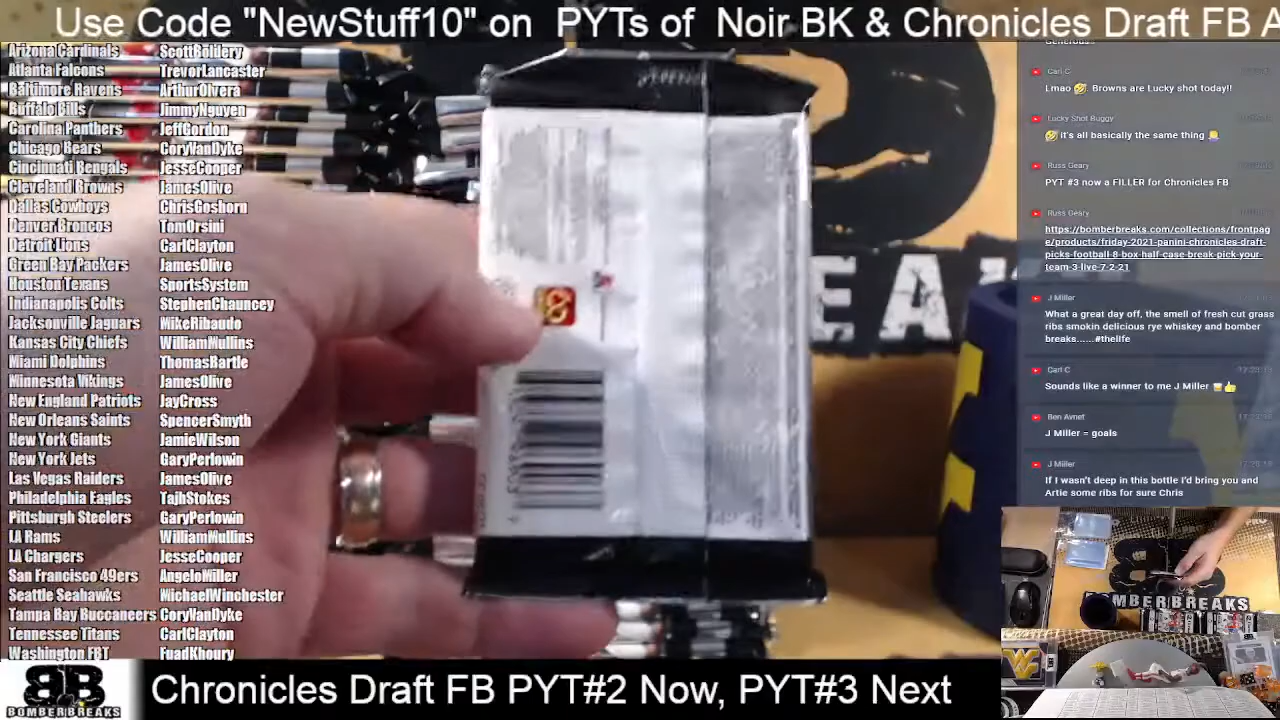 Use Code "NewStuff10" on PYTs of Noir BK & Chronicles Draft FB A
Arizona Cardinals ScottBoldery
Atlanta Falcons TrevorLancaster
Baltimore Ravens ArthurOlvera
Buffalo Bills JimmyNguyen
Carolina Panthers JeffGordon
Chicago Bears CoryVanDyke
Cincinnati Bengals JesseCooper
Cleveland Browns JamesOlive
Dallas Cowboys ChrisGoshorn
Denver Broncos TomOrsini
Detroit Lions CarlClayton
Green Bay Packers JamesOlive
Houston Texans SportsSystem
Indianapolis Colts StephenChauncey
Jacksonville Jaguars MikeRibaudo
Kansas City Chiefs WilliamMullins
Miami Dolphins ThomasBartle
Minnesota Vikings JamesOlive
New England Patriots JayCross
New Orleans Saints SpencerSmyth
New York Giants JamieWilson
New York Jets GaryPerlowin
Las Vegas Raiders JamesOlive
Philadelphia Eagles TajhStokes
Pittsburgh Steelers GaryPerlowin
LA Rams WilliamMullins
LA Chargers JesseCooper
San Francisco 49ers AngeloMiller
Seattle Seahawks MichaelWinchester
Tampa Bay Buccaneers CoryVanDyke
Tennessee Titans CarlClayton
Washington FBT FuadKhoury
EAK
Carl C
Lmao 🤣. Browns are Lucky shot today!!
Lucky Shot Buggy
🤣 it's all basically the same thing
Russ Geary
PYT #3 now a FILLER for Chronicles FB
Russ Geary
https://bomberbreaks.com/collections/frontpag
e/products/friday-2021-panini-chronicles-draft-
picks-football-8-box-half-case-break-pick-your-
team-3-live-7-2-21
J Miller
What a great day off, the smell of fresh cut grass
ribs smokin delicious rye whiskey and bomber
breaks......#thelife
Carl C
Sounds like a winner to me J Miller 🥃👍
Ben Avnet
J Miller = goals
J Miller
If I wasn't deep in this bottle I'd bring you and
Artie some ribs for sure Chris
MBERBREAKS
BOMBERBREAKS
Chronicles Draft FB PYT#2 Now, PYT#3 Next